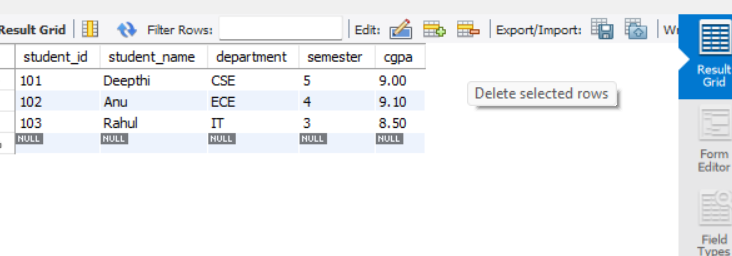 Result Grid Filter Rows: Edit: Export/Import:
student_id student_name department semester cgpa
101 Deepthi CSE 5 9.00
102 Anu ECE 4 9.10
103 Rahul IT 3 8.50
NULL NULL NULL NULL NULL
Delete selected rows
Result
Grid
Form
Editor
Field
Types